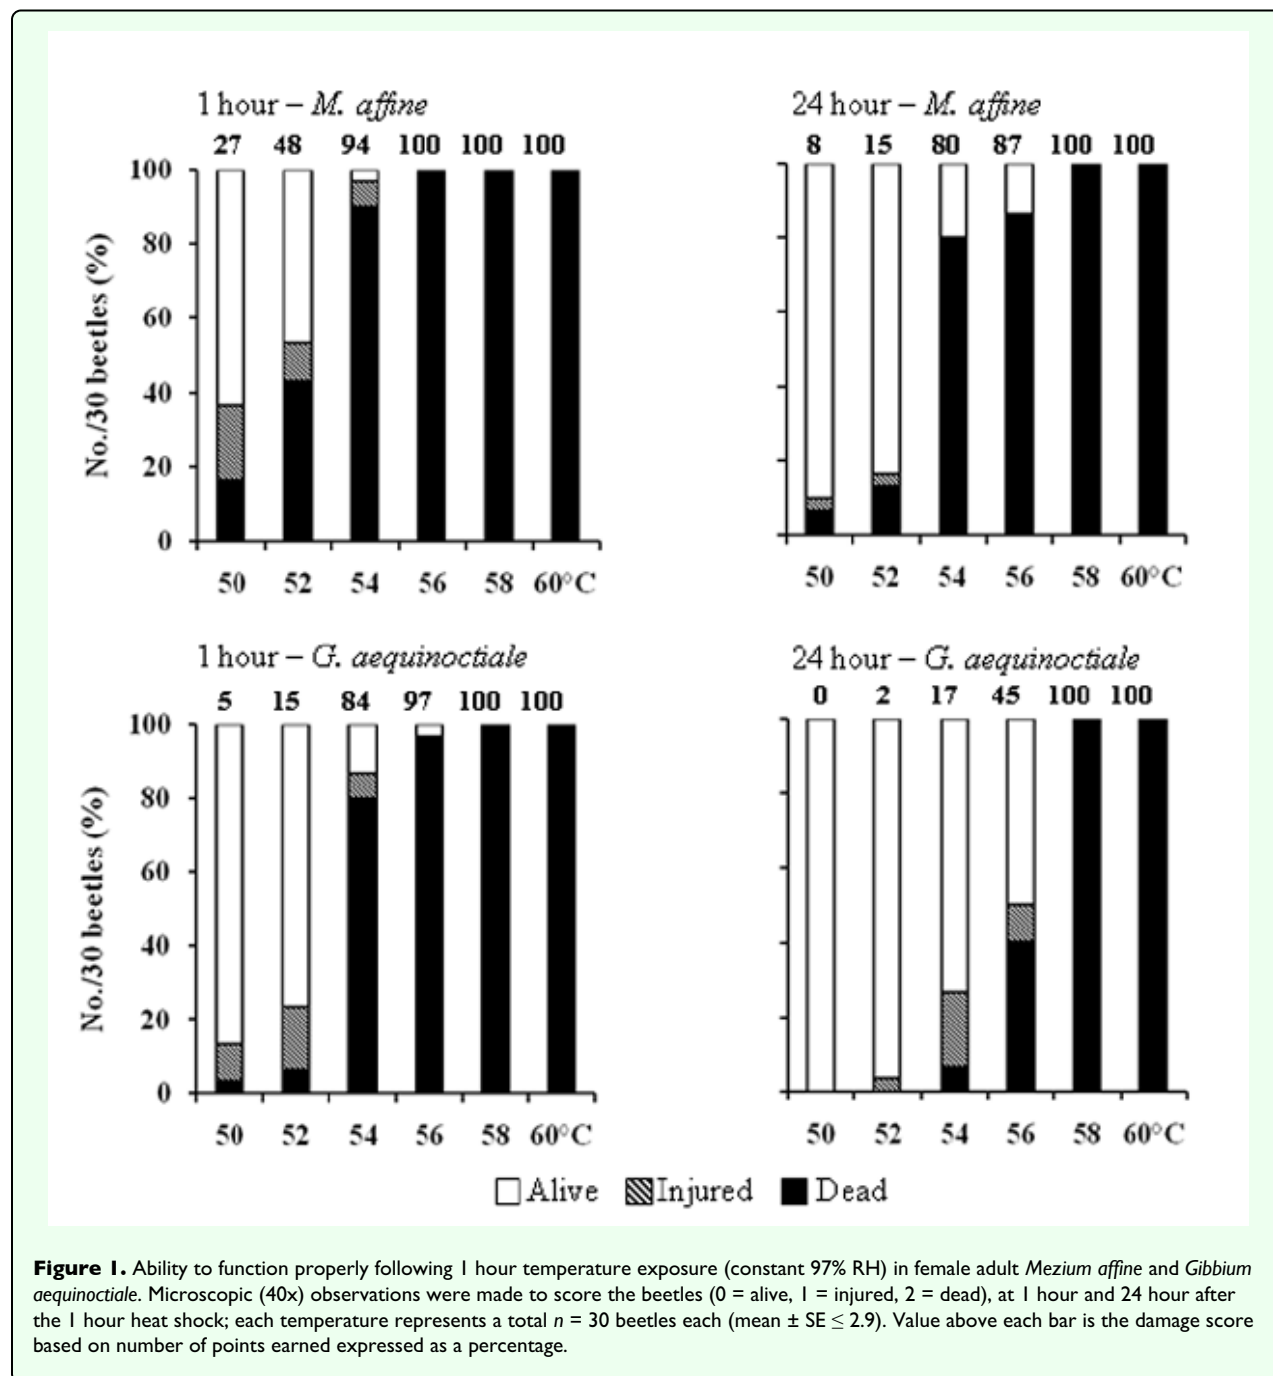 1 hour – M. affine
27 48 94 100 100 100
100
80
60
40
20
0
No./30 beetles (%)
50 52 54 56 58 60°C
24 hour – M. affine
8 15 80 87 100 100
50 52 54 56 58 60°C
1 hour – G. aequinoctiale
5 15 84 97 100 100
100
80
60
40
20
0
No./30 beetles (%)
50 52 54 56 58 60°C
24 hour – G. aequinoctiale
0 2 17 45 100 100
50 52 54 56 58 60°C
Alive Injured Dead
Figure 1. Ability to function properly following 1 hour temperature exposure (constant 97% RH) in female adult Mezium affine and Gibbium
aequinoctiale. Microscopic (40x) observations were made to score the beetles (0 = alive, 1 = injured, 2 = dead), at 1 hour and 24 hour after
the 1 hour heat shock; each temperature represents a total n = 30 beetles each (mean ± SE ≤ 2.9). Value above each bar is the damage score
based on number of points earned expressed as a percentage.